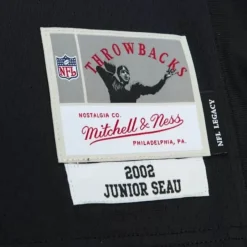 THROWBACKS
NFL
NOSTALGIA CO.
Mitchell & Ness
PHILADELPHIA, PA.
NFL LEGACY
2002
JUNIOR SEAU